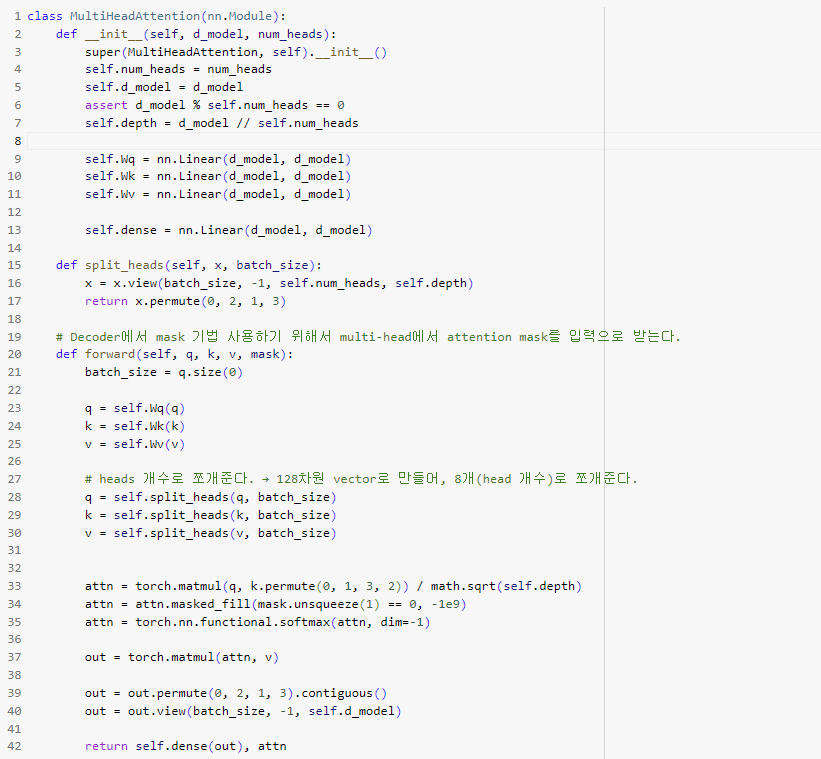 1 class MultiHeadAttention(nn.Module):
2     def __init__(self, d_model, num_heads):
3         super(MultiHeadAttention, self).__init__()
4         self.num_heads = num_heads
5         self.d_model = d_model
6         assert d_model % self.num_heads == 0
7         self.depth = d_model // self.num_heads
8
9         self.Wq = nn.Linear(d_model, d_model)
10         self.Wk = nn.Linear(d_model, d_model)
11         self.Wv = nn.Linear(d_model, d_model)
12
13         self.dense = nn.Linear(d_model, d_model)
14
15     def split_heads(self, x, batch_size):
16         x = x.view(batch_size, -1, self.num_heads, self.depth)
17         return x.permute(0, 2, 1, 3)
18
19     # Decoder에서 mask 기법 사용하기 위해서 multi-head에서 attention mask를 입력으로 받는다.
20     def forward(self, q, k, v, mask):
21         batch_size = q.size(0)
22
23         q = self.Wq(q)
24         k = self.Wk(k)
25         v = self.Wv(v)
26
27         # heads 개수로 쪼개준다. → 128차원 vector로 만들어, 8개(head 개수)로 쪼개준다.
28         q = self.split_heads(q, batch_size)
29         k = self.split_heads(k, batch_size)
30         v = self.split_heads(v, batch_size)
31
32
33         attn = torch.matmul(q, k.permute(0, 1, 3, 2)) / math.sqrt(self.depth)
34         attn = attn.masked_fill(mask.unsqueeze(1) == 0, -1e9)
35         attn = torch.nn.functional.softmax(attn, dim=-1)
36
37         out = torch.matmul(attn, v)
38
39         out = out.permute(0, 2, 1, 3).contiguous()
40         out = out.view(batch_size, -1, self.d_model)
41
42         return self.dense(out), attn